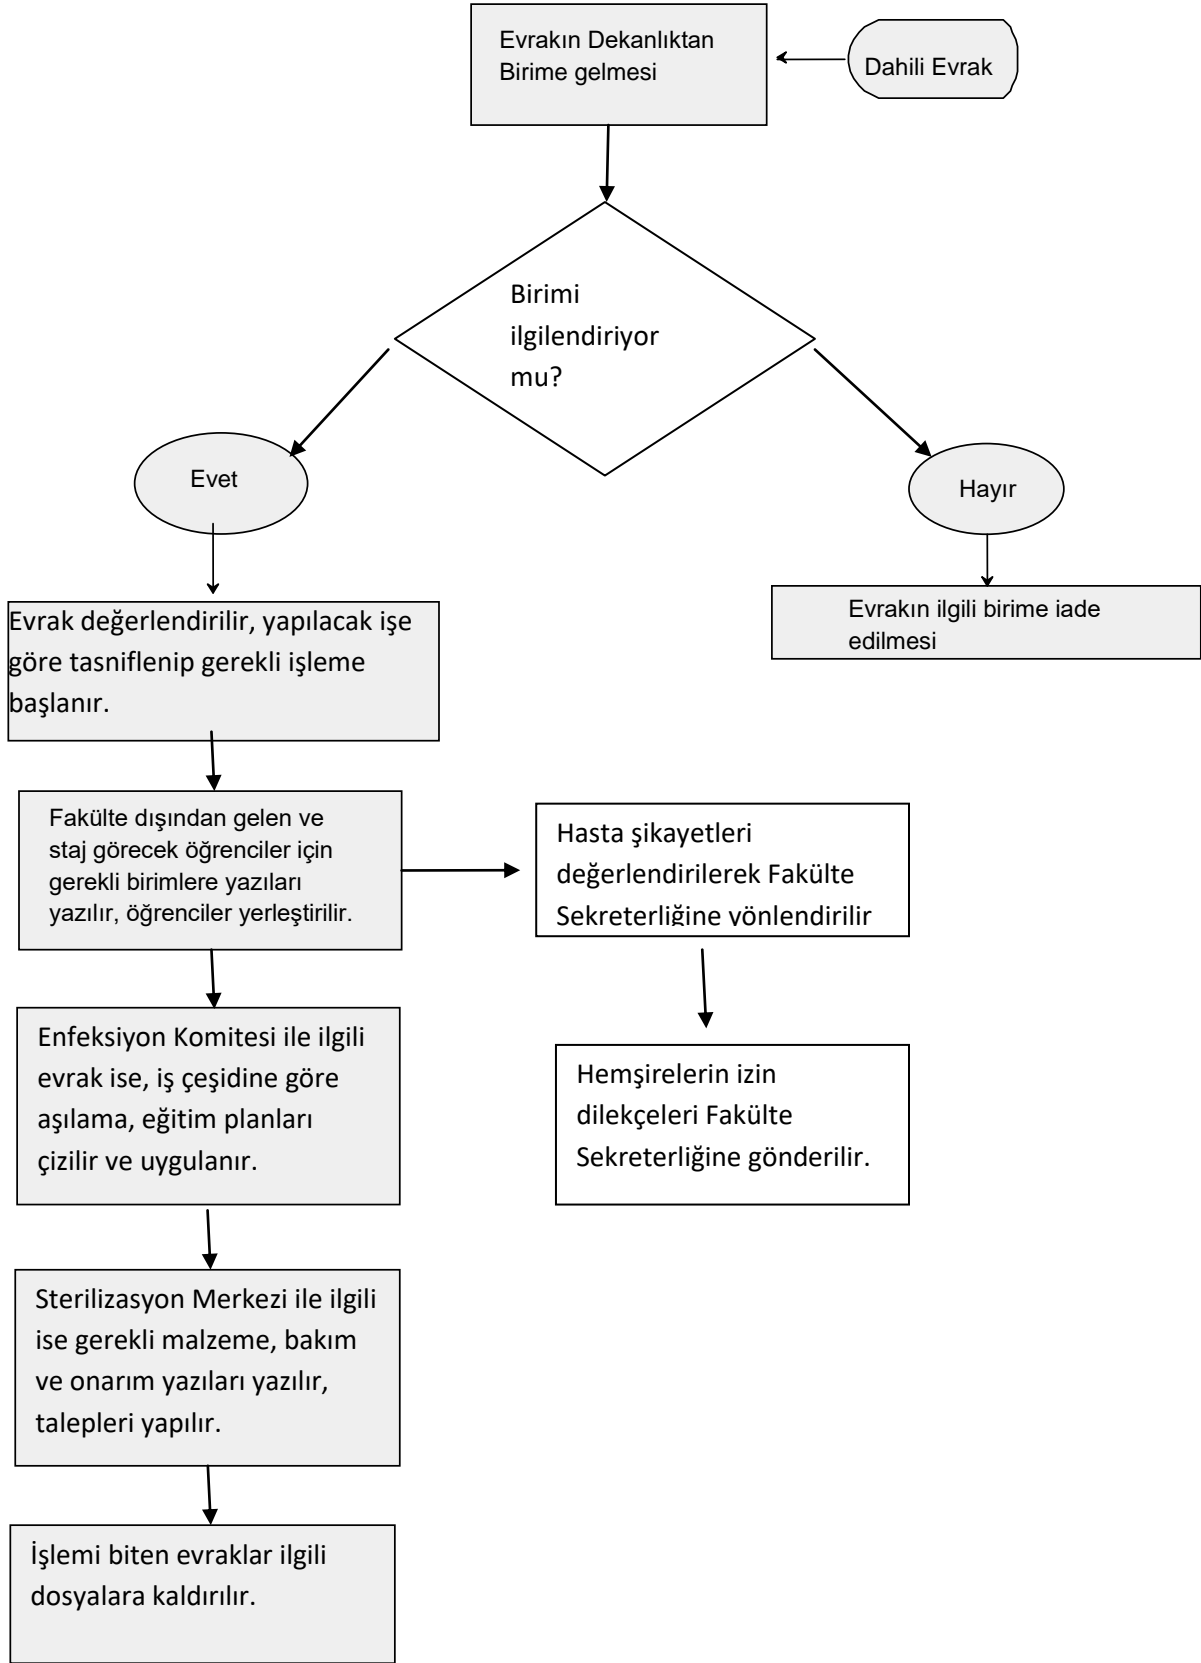 Evrakın Dekanlıktan
Birime gelmesi
Dahili Evrak
Birimi
ilgilendiriyor
mu?
Evet
Hayır
Evrak değerlendirilir, yapılacak işe
göre tasniflenip gerekli işleme
başlanır.
Evrakın ilgili birime iade
edilmesi
Fakülte dışından gelen ve
staj görecek öğrenciler için
gerekli birimlere yazıları
yazılır, öğrenciler yerleştirilir.
Hasta şikayetleri
değerlendirilerek Fakülte
Sekreterliğine yönlendirilir
Enfeksiyon Komitesi ile ilgili
evrak ise, iş çeşidine göre
aşılama, eğitim planları
çizilir ve uygulanır.
Hemşirelerin izin
dilekçeleri Fakülte
Sekreterliğine gönderilir.
Sterilizasyon Merkezi ile ilgili
ise gerekli malzeme, bakım
ve onarım yazıları yazılır,
talepleri yapılır.
İşlemi biten evraklar ilgili
dosyalara kaldırılır.